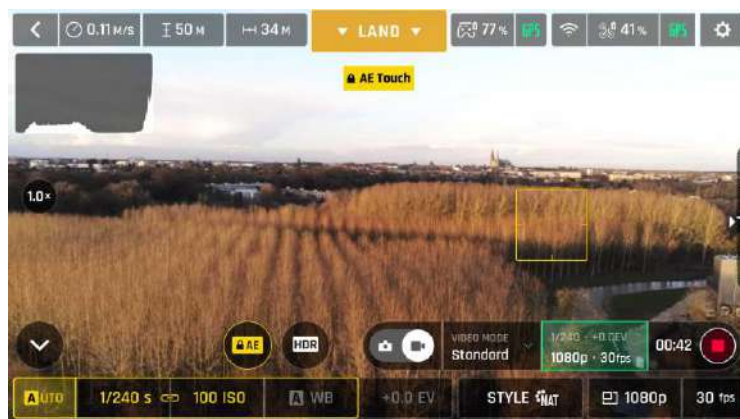 0.11 M/S 50 M 34 M LAND 77% GPS 41% GPS
AE Touch
1.0×
AE HDR VIDEO MODE 1/240 · +0.0EV 00:42
Standard 1080p · 30fps
AUTO 1/240 s 100 ISO A WB +0.0 EV STYLE NAT 1080p 30 fps